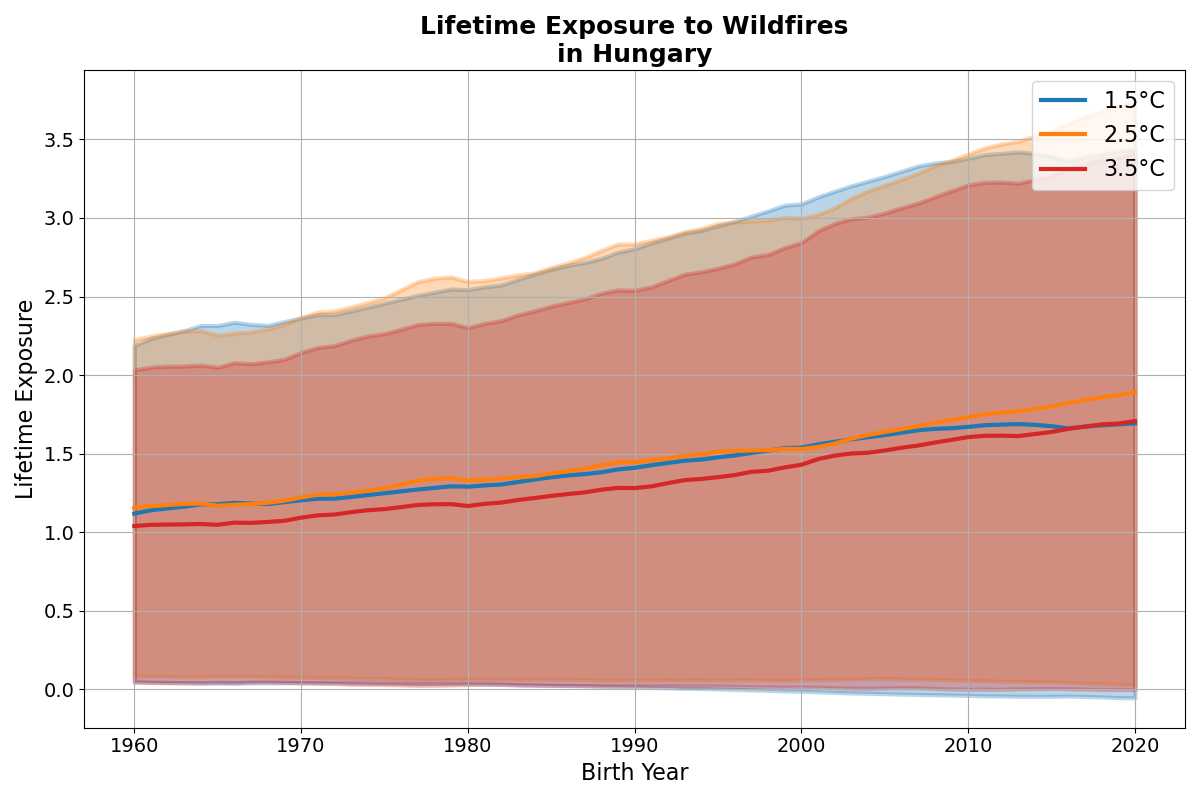 Lifetime Exposure to Wildfires
in Hungary
1.5°C
2.5°C
3.5°C
Lifetime Exposure
3.5
3.0
2.5
2.0
1.5
1.0
0.5
0.0
1960 1970 1980 1990 2000 2010 2020
Birth Year